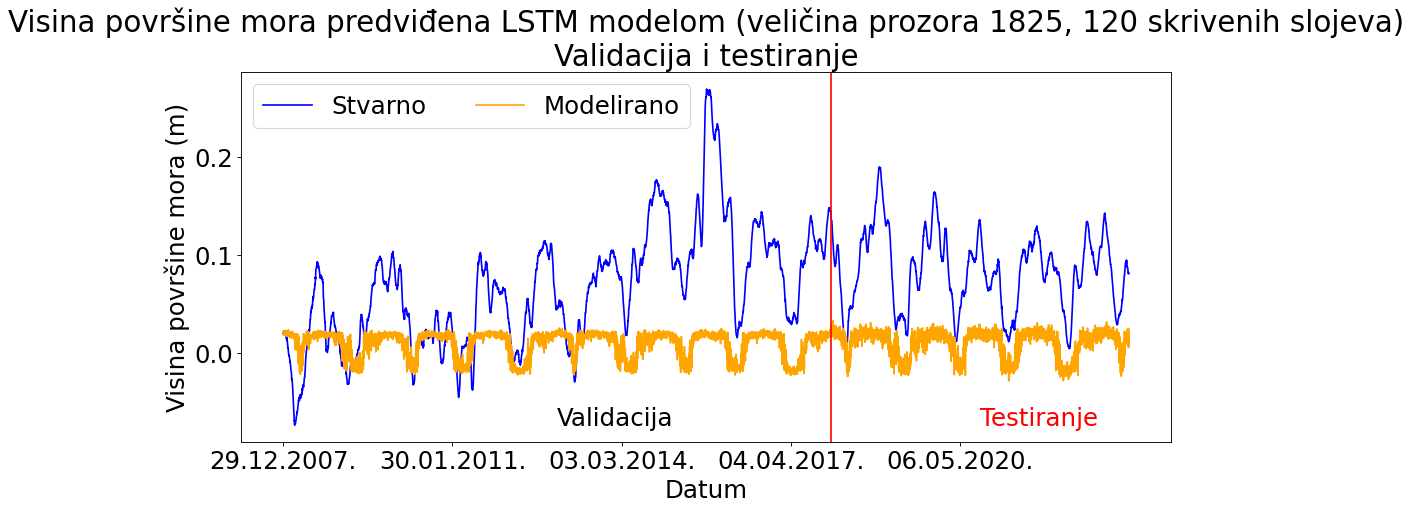 Visina površine mora predviđena LSTM modelom (veličina prozora 1825, 120 skrivenih slojeva)
Validacija i testiranje
Stvarno
Modelirano
Visina površine mora (m)
0.2
0.1
0.0
Validacija
Testiranje
29.12.2007.
30.01.2011.
03.03.2014.
04.04.2017.
06.05.2020.
Datum